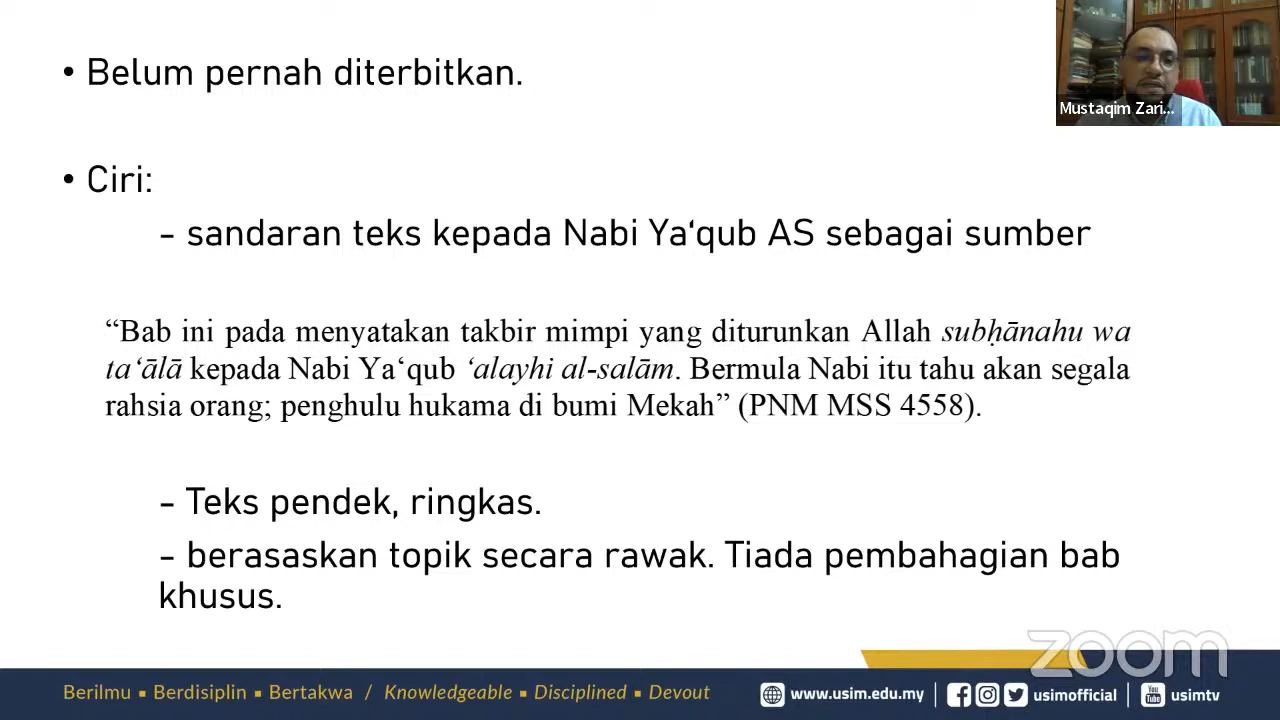 • Belum pernah diterbitkan.
Mustaqim Zari...
• Ciri:
- sandaran teks kepada Nabi Ya‘qub AS sebagai sumber
“Bab ini pada menyatakan takbir mimpi yang diturunkan Allah subḥānahu wa
ta‘ālā kepada Nabi Ya‘qub ‘alayhi al-salām. Bermula Nabi itu tahu akan segala
rahsia orang; penghulu hukama di bumi Mekah” (PNM MSS 4558).
- Teks pendek, ringkas.
- berasaskan topik secara rawak. Tiada pembahagian bab
khusus.
zoom
Berilmu ▪ Berdisiplin ▪ Bertakwa / Knowledgeable ▪ Disciplined ▪ Devout
www.usim.edu.my | usimofficial | You Tube usimtv